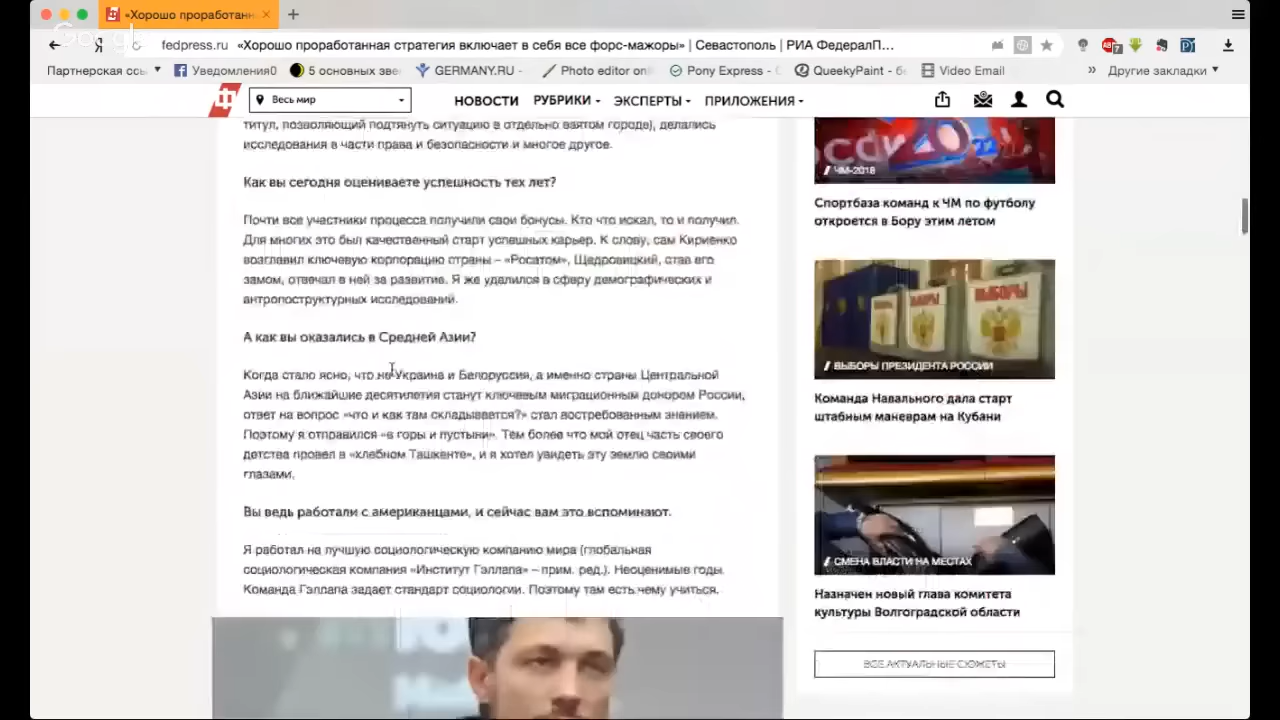 «Хорошо проработанн
Google
fedpress.ru «Хорошо проработанная стратегия включает в себя все форс-мажоры» | Севастополь | РИА ФедералП...
Партнерская ссы
Уведомления0
5 основных зве
GERMANY.RU -
Photo editor onl
Pony Express - С
QueekyPaint - бе
Video Email
» Другие закладки
Весь мир
НОВОСТИ РУБРИКИ ЭКСПЕРТЫ ПРИЛОЖЕНИЯ
титул, позволяющий подтянуть ситуацию в отдельно взятом городе), делались
исследования в части права и безопасности и многое другое.
Как вы сегодня оцениваете успешность тех лет?
Почти все участники процесса получили свои бонусы. Кто что искал, то и получил.
Для многих это был качественный старт успешных карьер. К слову, сам Кириенко
возглавил ключевую корпорацию страны – «Росатом», Щедровицкий, став его
замом, отвечал в ней за развитие. Я же удалился в сферу демографических и
антропоструктурных исследований.
А как вы оказались в Средней Азии?
Когда стало ясно, что не Украина и Белоруссия, а именно страны Центральной
Азии на ближайшие десятилетия станут ключевым миграционным донором России,
ответ на вопрос «что и как там складывается?» стал востребованным знанием.
Поэтому я отправился «в горы и пустыни». Тем более что мой отец часть своего
детства провел в «хлебном Ташкенте», и я хотел увидеть эту землю своими
глазами.
Вы ведь работали с американцами, и сейчас вам это вспоминают.
Я работал на лучшую социологическую компанию мира (глобальная
социологическая компания «Институт Гэллапа» – прим. ред.). Неоценимые годы.
Команда Гэллапа задает стандарт социологии. Поэтому там есть чему учиться.
ЧМ-2018
Спортбаза команд к ЧМ по футболу
откроется в Бору этим летом
ВЫБОРЫ
ВЫБОРЫ ПРЕЗИДЕНТА РОССИИ
Команда Навального дала старт
штабным маневрам на Кубани
СМЕНА ВЛАСТИ НА МЕСТАХ
Назначен новый глава комитета
культуры Волгоградской области
ВСЕ АКТУАЛЬНЫЕ СЮЖЕТЫ